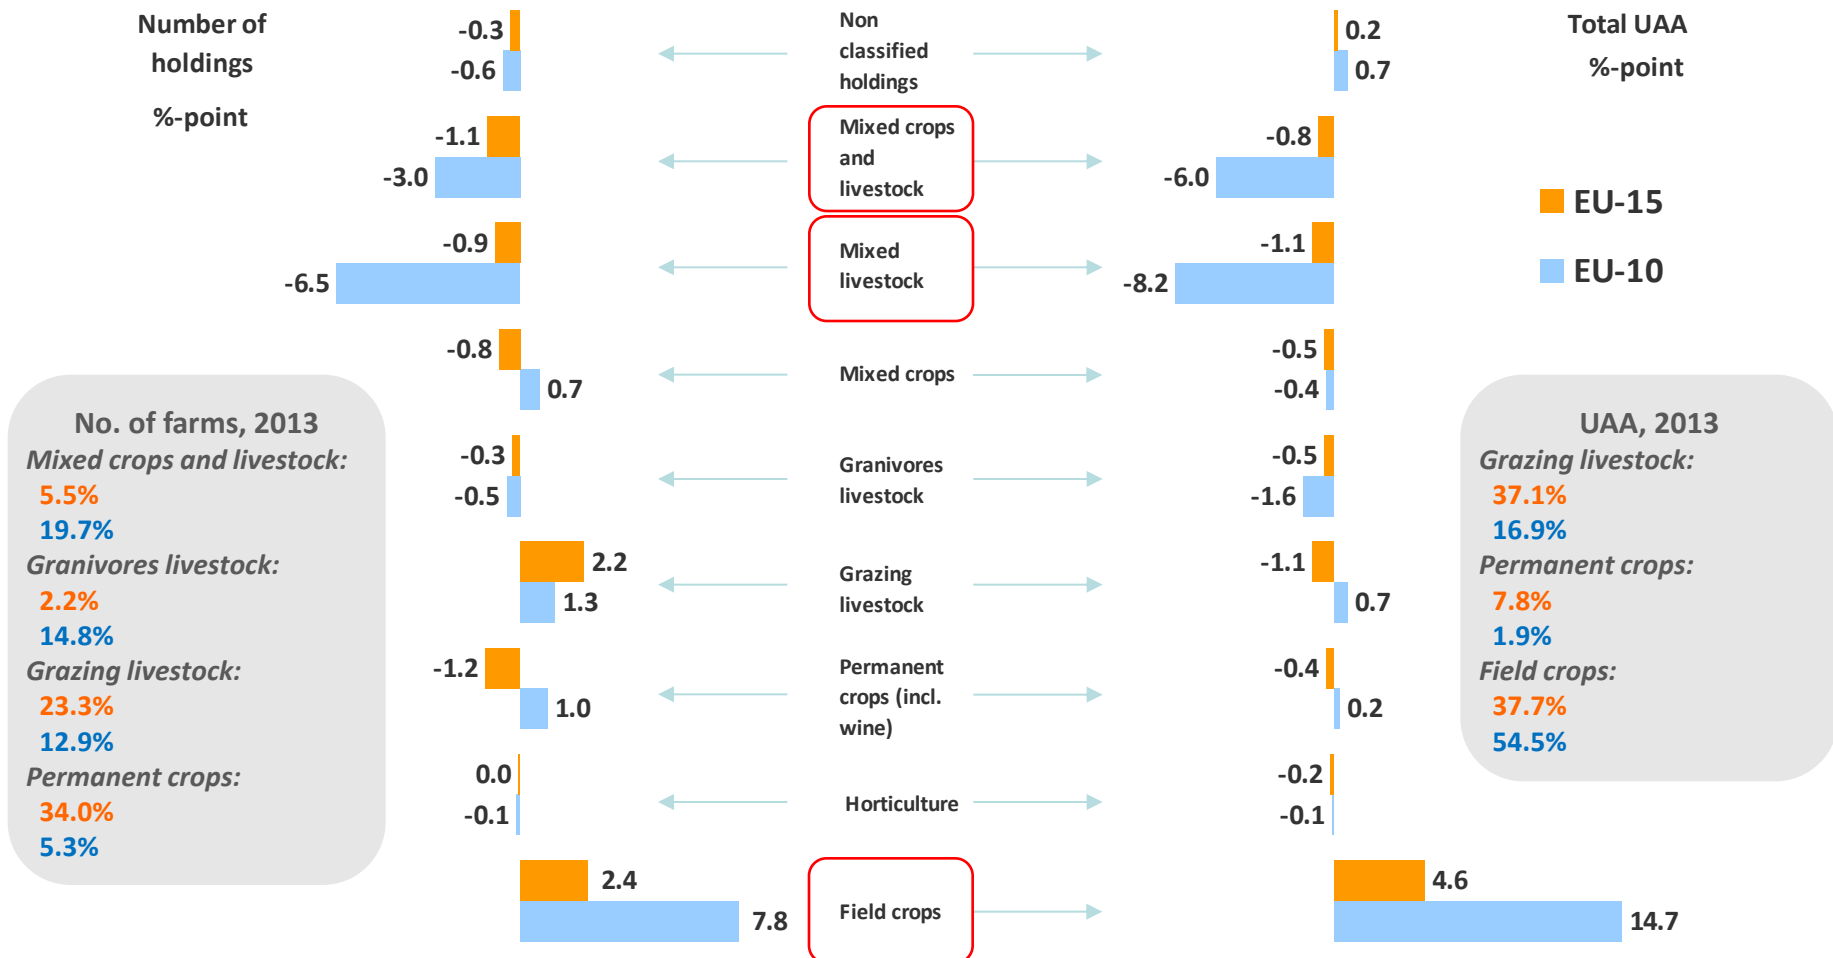 Number of
holdings
%-point
-0.3
-0.6
Non
classified
holdings
0.2
0.7
Total UAA
%-point
-1.1
-3.0
Mixed crops
and
livestock
-0.8
-6.0
EU-15
EU-10
-0.9
-6.5
Mixed
livestock
-1.1
-8.2
-0.8
0.7
Mixed crops
-0.5
-0.4
No. of farms, 2013
Mixed crops and livestock:
5.5%
19.7%
Granivores livestock:
2.2%
14.8%
Grazing livestock:
23.3%
12.9%
Permanent crops:
34.0%
5.3%
-0.3
-0.5
Granivores
livestock
-0.5
-1.6
2.2
1.3
Grazing
livestock
-1.1
0.7
-1.2
1.0
Permanent
crops (incl.
wine)
-0.4
0.2
0.0
-0.1
Horticulture
-0.2
-0.1
2.4
7.8
Field crops
4.6
14.7
UAA, 2013
Grazing livestock:
37.1%
16.9%
Permanent crops:
7.8%
1.9%
Field crops:
37.7%
54.5%